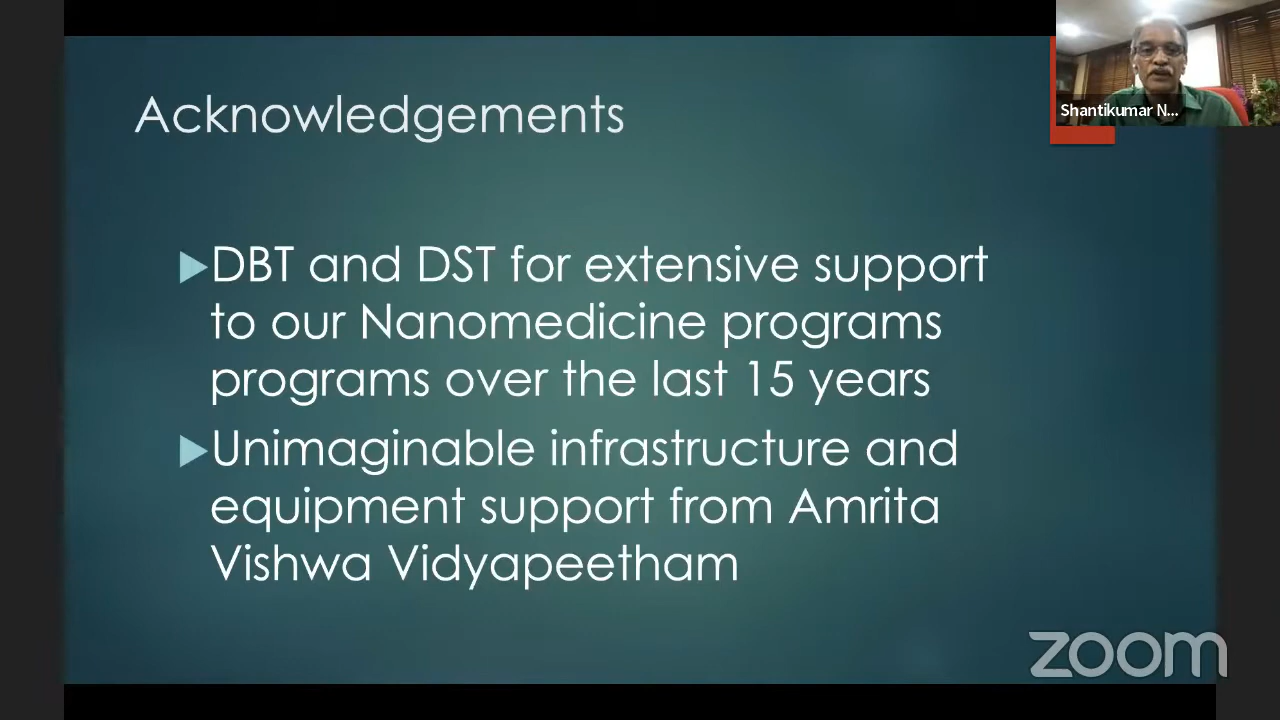 Acknowledgements
Shantikumar N...
▶DBT and DST for extensive support
to our Nanomedicine programs
programs over the last 15 years
▶Unimaginable infrastructure and
equipment support from Amrita
Vishwa Vidyapeetham
zoom